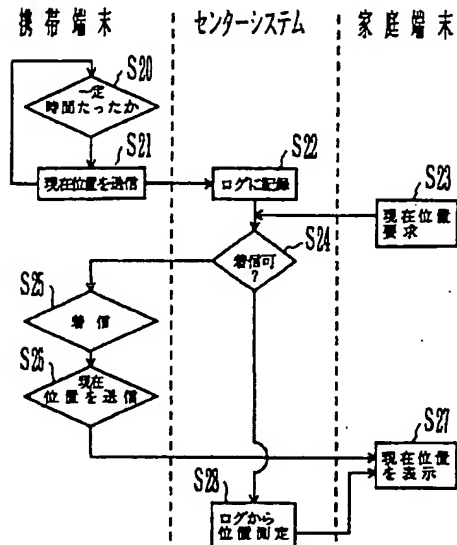 携帯端末
センターシステム
家庭端末
S20
一定
時間たったか
S21
現在位置を送信
S22
ログに記録
S23
現在位置
要求
S24
着信可
?
S25
着信
S26
現在
位置を送信
S27
現在位置
を表示
S28
ログから
位置測定